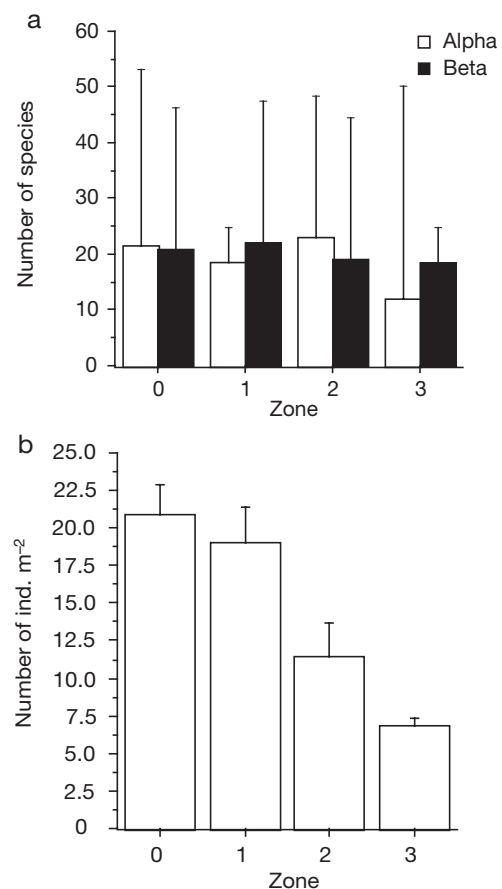 a
Alpha
Beta
Number of species
60
50
40
30
20
10
0
0 1 2 3
Zone
b
Number of ind. m⁻²
25.0
22.5
20.0
17.5
15.0
12.5
10.0
7.5
5.0
2.5
0
0 1 2 3
Zone